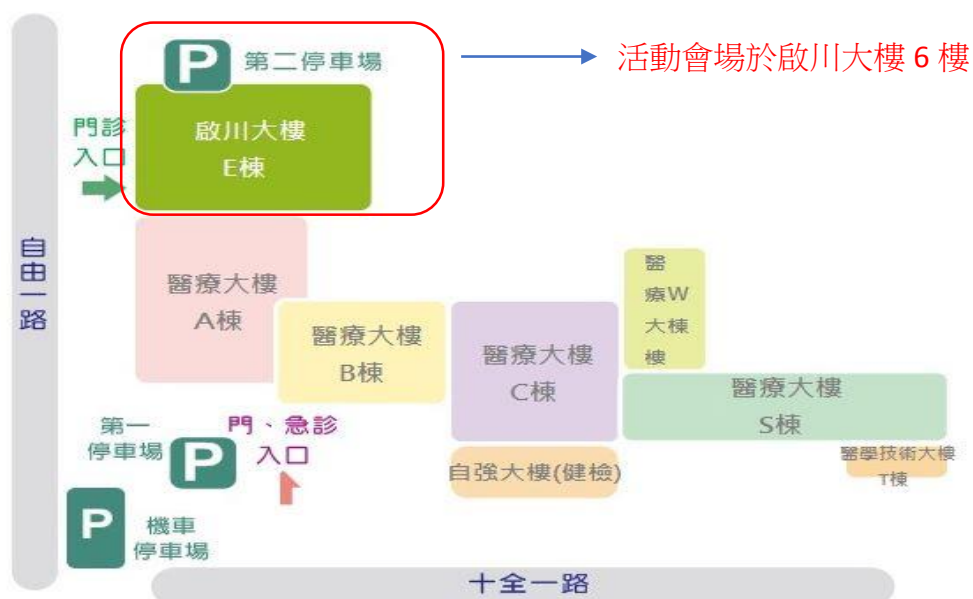 P 第二停車場
活動會場於啟川大樓 6 樓
門診
入口
啟川大樓
E棟
自由一路
醫療大樓
A棟
醫療大樓
B棟
醫療大樓
C棟
醫
療W
大棟
樓
醫療大樓
S棟
第一
停車場
P
門、急診
入口
自強大樓(健檢)
醫學技術大樓
T棟
P
機車
停車場
十全一路